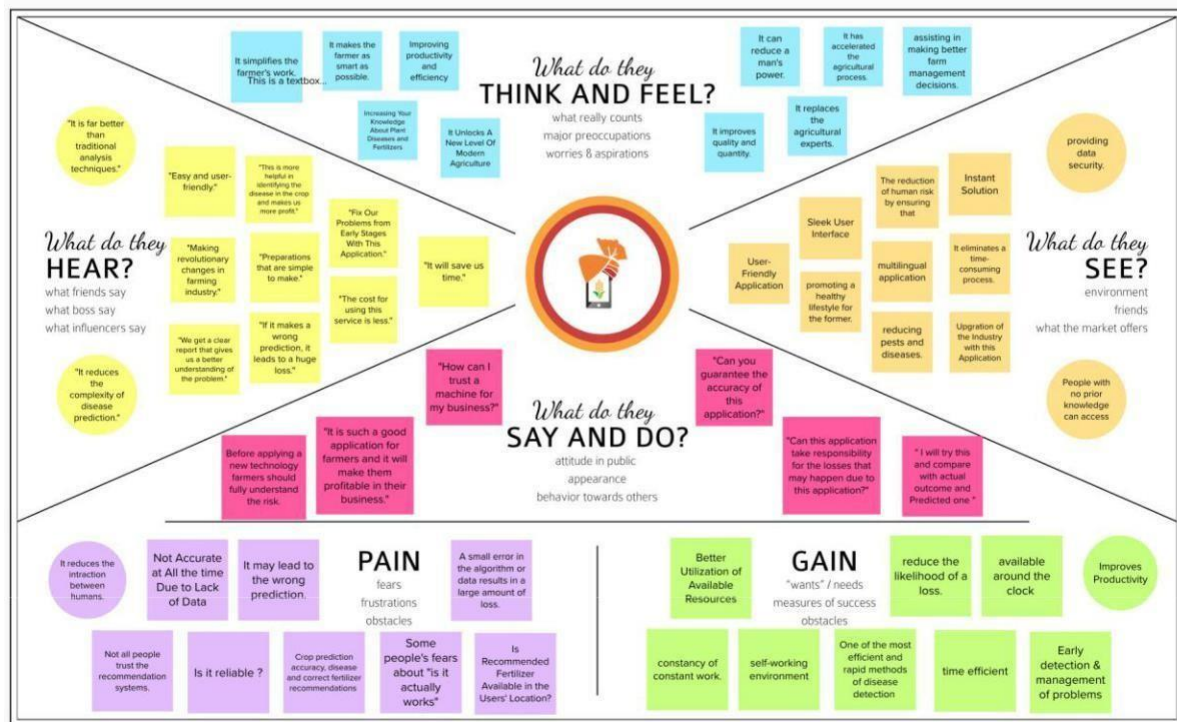 It simplifies the
farmer's work.
This is a textbox...
It makes the
farmer as
smart as
possible.
Improving
productivity
and
efficiency
Increasing Your
Knowledge
About Plant
Diseases and
Fertilizers
It Unlocks A
New Level Of
Modern
Agriculture
What do they
THINK AND FEEL?
what really counts
major preoccupations
worries & aspirations
It can
reduce a
man's
power.
It has
accelerated
the
agricultural
process.
assisting in
making better
farm
management
decisions.
It improves
quality and
quantity.
It replaces
the
agricultural
experts.
"It is far better
than
traditional
analysis
techniques."
"Easy and user-
friendly."
"This is more
helpful in
identifying the
disease in the crop
and makes us
more profit."
"Fix Our
Problems from
Early Stages
With This
Application."
What do they
HEAR?
what friends say
what boss say
what influencers say
"Making
revolutionary
changes in
farming
industry."
"Preparations
that are simple
to make."
"It will save us
time."
"The cost for
using this
service is less."
"We get a clear
report that gives
us a better
understanding of
the problem."
"If it makes a
wrong
prediction, it
leads to a huge
loss."
"It reduces
the
complexity of
disease
prediction."
providing
data
security.
The reduction
of human risk
by ensuring
that
Instant
Solution
Sleek User
Interface
User-
Friendly
Application
multilingual
application
It eliminates a
time-
consuming
process.
promoting a
healthy
lifestyle for
the former.
reducing
pests and
diseases.
Upgration of
the Industry
with this
Application
What do they
SEE?
environment
friends
what the market offers
People with
no prior
knowledge
can access
"How can I
trust a
machine for
my business?"
"Can you
guarantee the
accuracy of
this
application?"
What do they
SAY AND DO?
attitude in public
appearance
behavior towards others
Before applying a
new technology
farmers should
fully understand
the risk.
"It is such a good
application for
farmers and it will
make them
profitable in their
business."
"Can this application
take responsibility
for the losses that
may happen due to
this application?"
" I will try this
and compare
with actual
outcome and
Predicted one "
It reduces the
intraction
between
humans.
Not Accurate
at All the time
Due to Lack
of Data
It may lead to
the wrong
prediction.
PAIN
fears
frustrations
obstacles
A small error in
the algorithm or
data results in a
large amount of
loss.
Not all people
trust the
recommendation
systems.
Is it reliable ?
Crop prediction
accuracy, disease
and correct fertilizer
recommendations
Some
people's fears
about "is it
actually
works"
Is
Recommended
Fertilizer
Available in the
Users' Location?
Better
Utilization of
Available
Resources
GAIN
"wants" / needs
measures of success
obstacles
reduce the
likelihood of a
loss.
available
around the
clock
Improves
Productivity
constancy of
constant work.
self-working
environment
One of the most
efficient and
rapid methods
of disease
detection
time efficient
Early
detection &
management
of problems